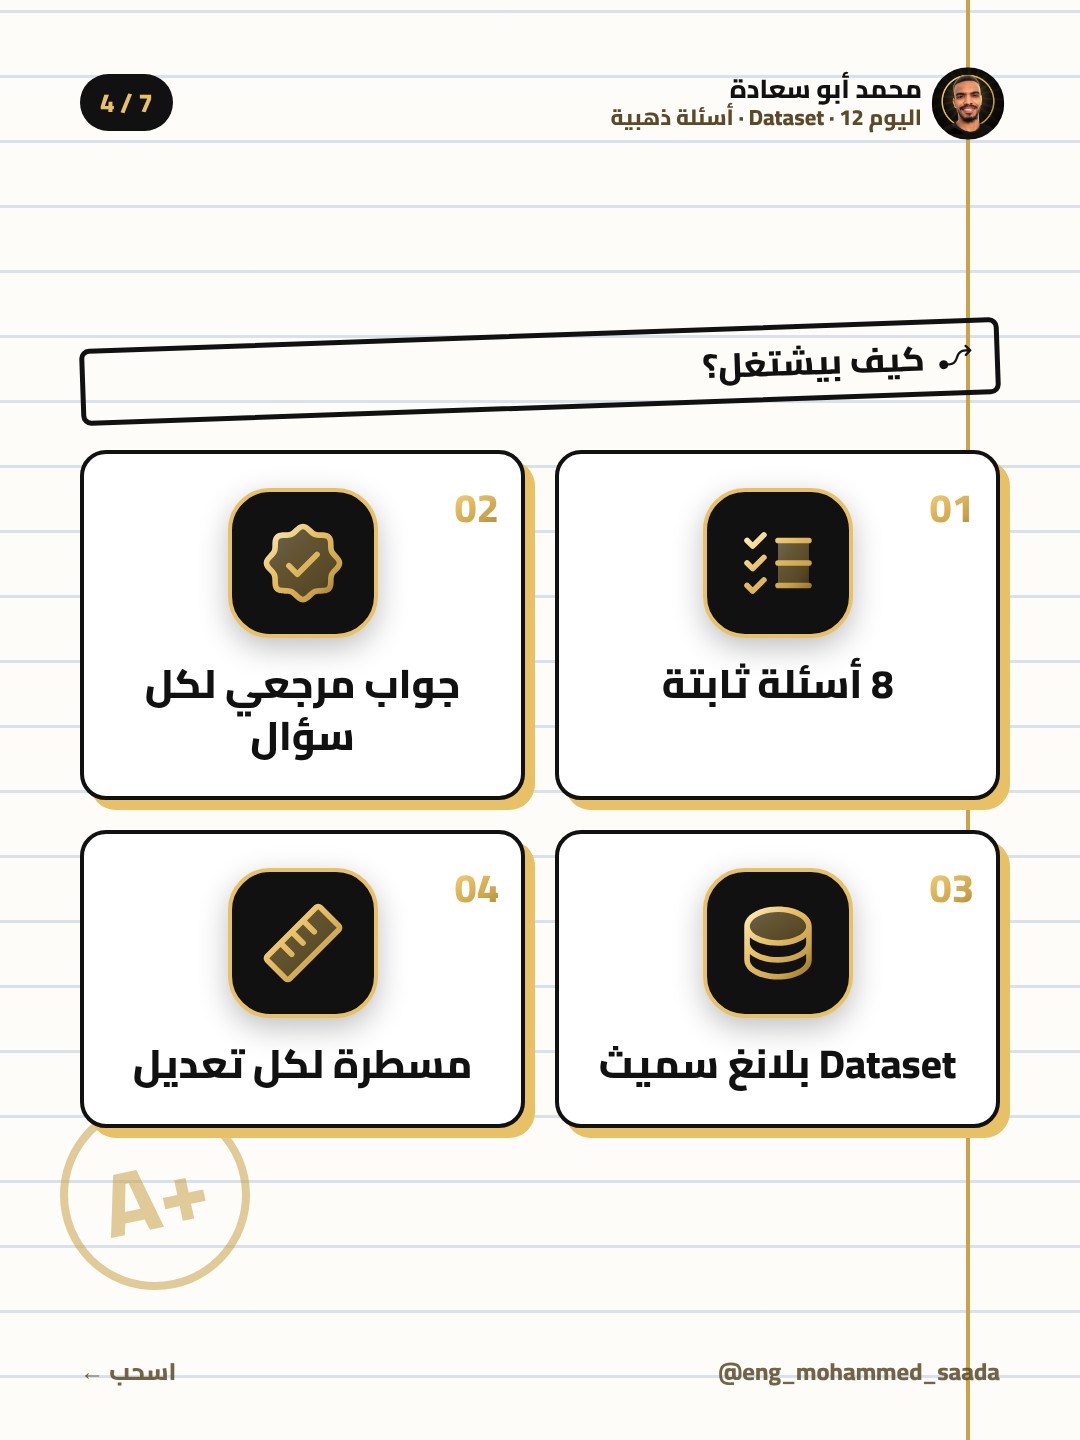 محمد أبو سعادة
اليوم 12 · Dataset · أسئلة ذهبية
4 / 7
كيف بيشتغل؟
01
8 أسئلة ثابتة
02
جواب مرجعي لكل
سؤال
03
Dataset بلانغ سميث
04
مسطرة لكل تعديل
A+
@eng_mohammed_saada
اسحب ←